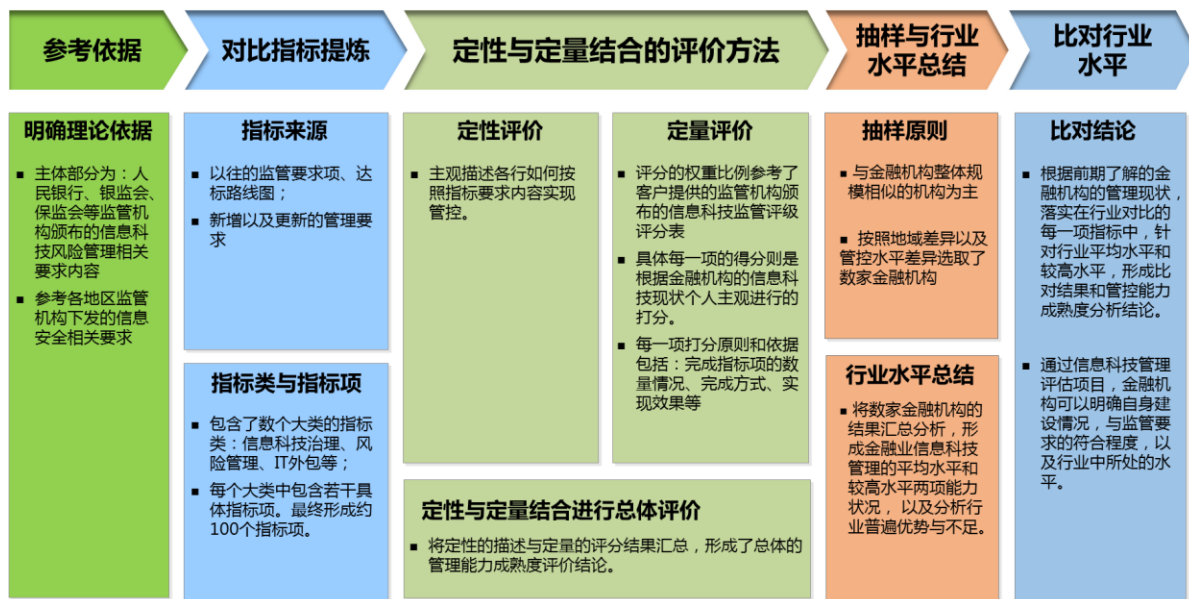 参考依据
对比指标提炼
定性与定量结合的评价方法
抽样与行业
水平总结
比对行业
水平
明确理论依据
■ 主体部分为：人
民银行、银监会、
保监会等监管机
构颁布的信息科
技风险管理相关
要求内容
■ 参考各地区监管
机构下发的信息
安全相关要求
指标来源
■ 以往的监管要求项、达
标路线图；
■ 新增以及更新的管理要
求
指标类与指标项
■ 包含了数个大类的指标
类：信息科技治理、风
险管理、IT外包等；
■ 每个大类中包含若干具
体指标项。最终形成约
100个指标项。
定性评价
■ 主观描述各行如何按
照指标要求内容实现
管控。
定量评价
■ 评分的权重比例参考了
客户提供的监管机构颁
布的信息科技监管评级
评分表
■ 具体每一项的得分则是
根据金融机构的信息科
技现状个人主观进行的
打分。
■ 每一项打分原则和依据
包括：完成指标项的数
量情况、完成方式、实
现效果等
定性与定量结合进行总体评价
■ 将定性的描述与定量的评分结果汇总，形成了总体的
管理能力成熟度评价结论。
抽样原则
■ 与金融机构整体规
模相似的机构为主
■ 按照地域差异以及
管控水平差异选取了
数家金融机构
行业水平总结
■ 将数家金融机构的
结果汇总分析，形
成金融业信息科技
管理的平均水平和
较高水平两项能力
状况，以及分析行
业普遍优势与不足。
比对结论
■ 根据前期了解的金
融机构的管理现状，
落实在行业对比的
每一项指标中，针
对行业平均水平和
较高水平，形成比
对结果和管控能力
成熟度分析结论。
■ 通过信息科技管理
评估项目，金融机
构可以明确自身建
设情况，与监管要
求的符合程度，以
及行业中所处的水
平。